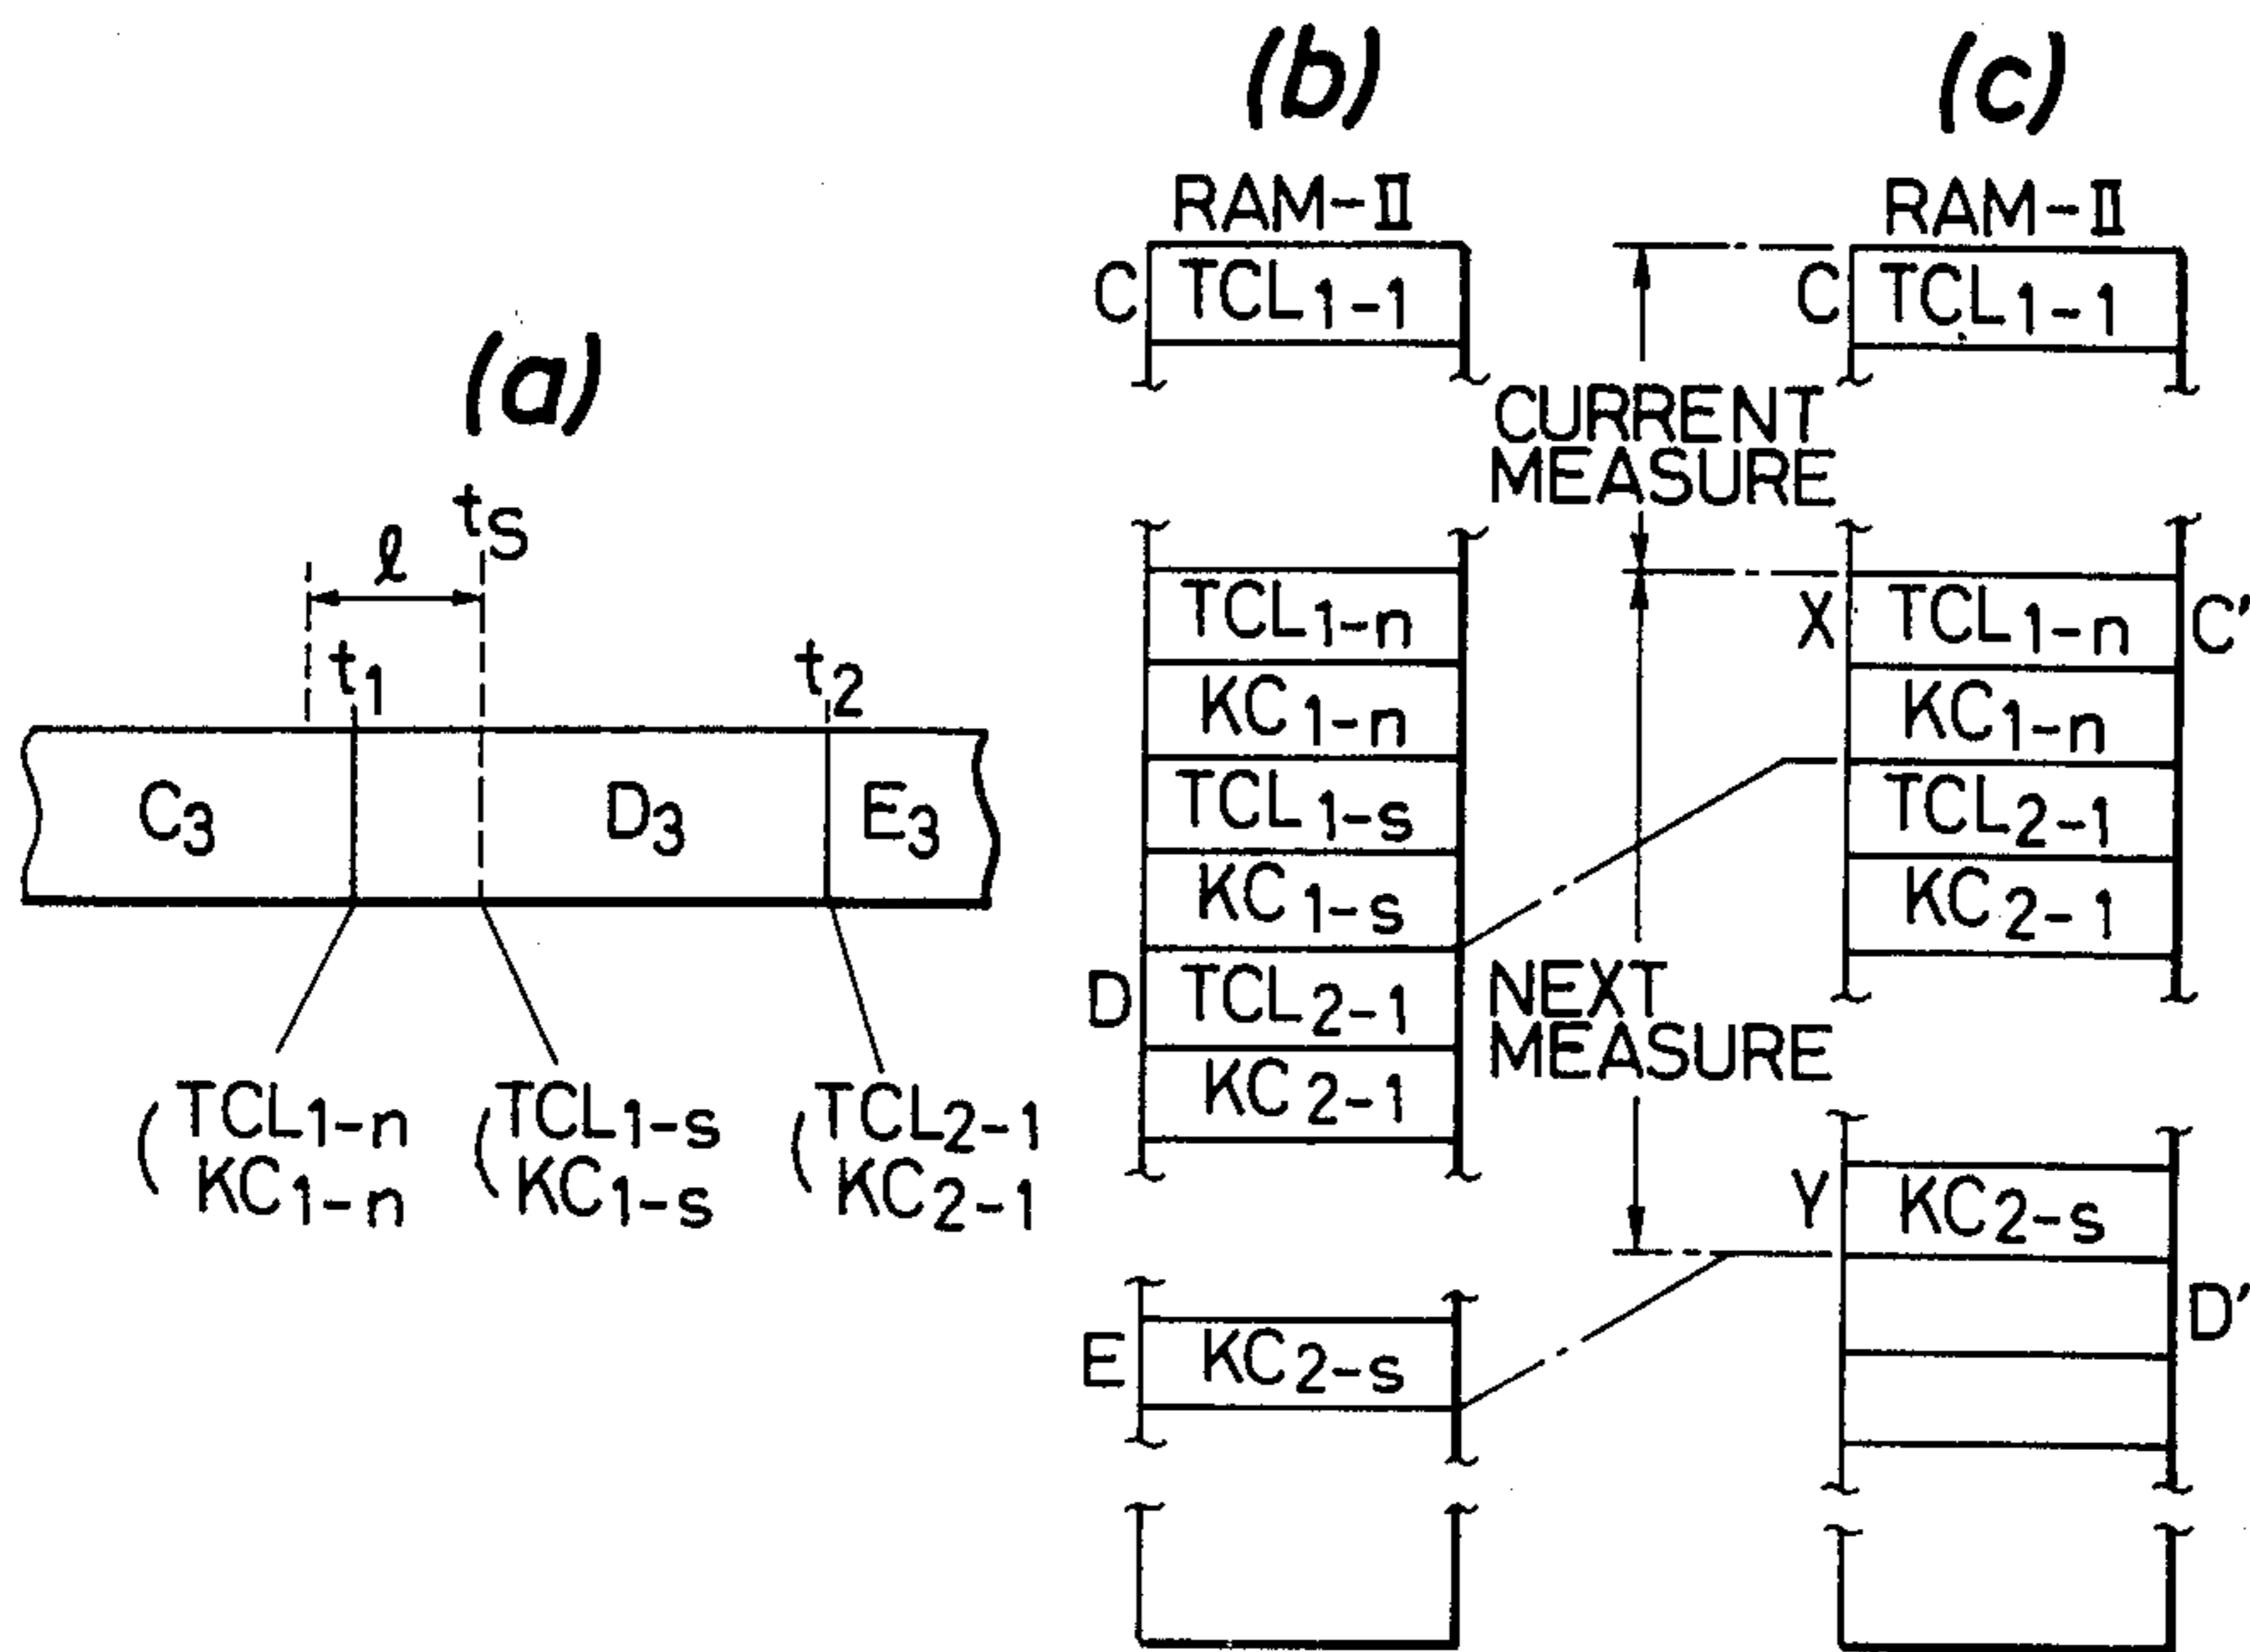 (a)
tS
ℓ
t1
t2
C3
D3
E3
(TCL1-n
KC1-n
(TCL1-s
KC1-s
(TCL2-1
KC2-1
(b)
RAM-II
C
TCL1-1
TCL1-n
KC1-n
TCL1-s
KC1-s
D
TCL2-1
KC2-1
E
KC2-s
CURRENT
MEASURE
NEXT
MEASURE
(c)
RAM-II
C
TCL1-1
X
TCL1-n
C'
KC1-n
TCL2-1
KC2-1
Y
KC2-s
D'